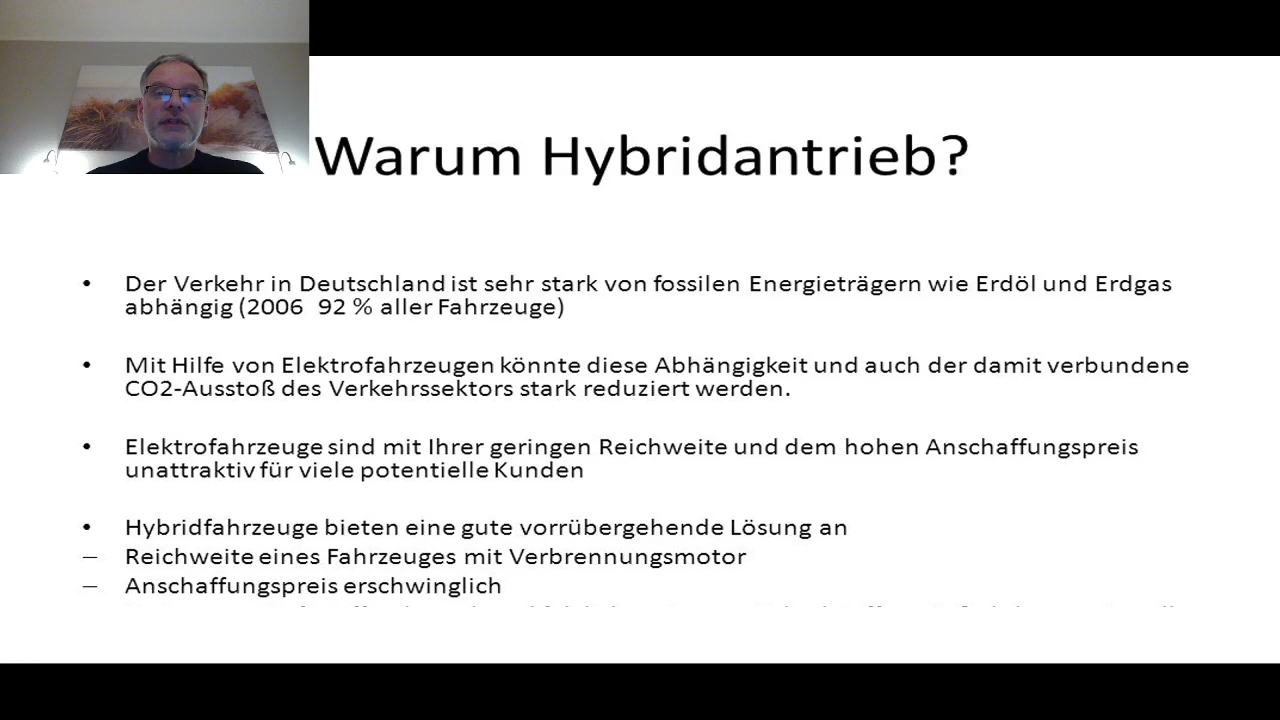 Warum Hybridantrieb?
• Der Verkehr in Deutschland ist sehr stark von fossilen Energieträgern wie Erdöl und Erdgas
abhängig (2006 92 % aller Fahrzeuge)
• Mit Hilfe von Elektrofahrzeugen könnte diese Abhängigkeit und auch der damit verbundene
CO2-Ausstoß des Verkehrssektors stark reduziert werden.
• Elektrofahrzeuge sind mit Ihrer geringen Reichweite und dem hohen Anschaffungspreis
unattraktiv für viele potentielle Kunden
• Hybridfahrzeuge bieten eine gute vorrübergehende Lösung an
– Reichweite eines Fahrzeuges mit Verbrennungsmotor
– Anschaffungspreis erschwinglich